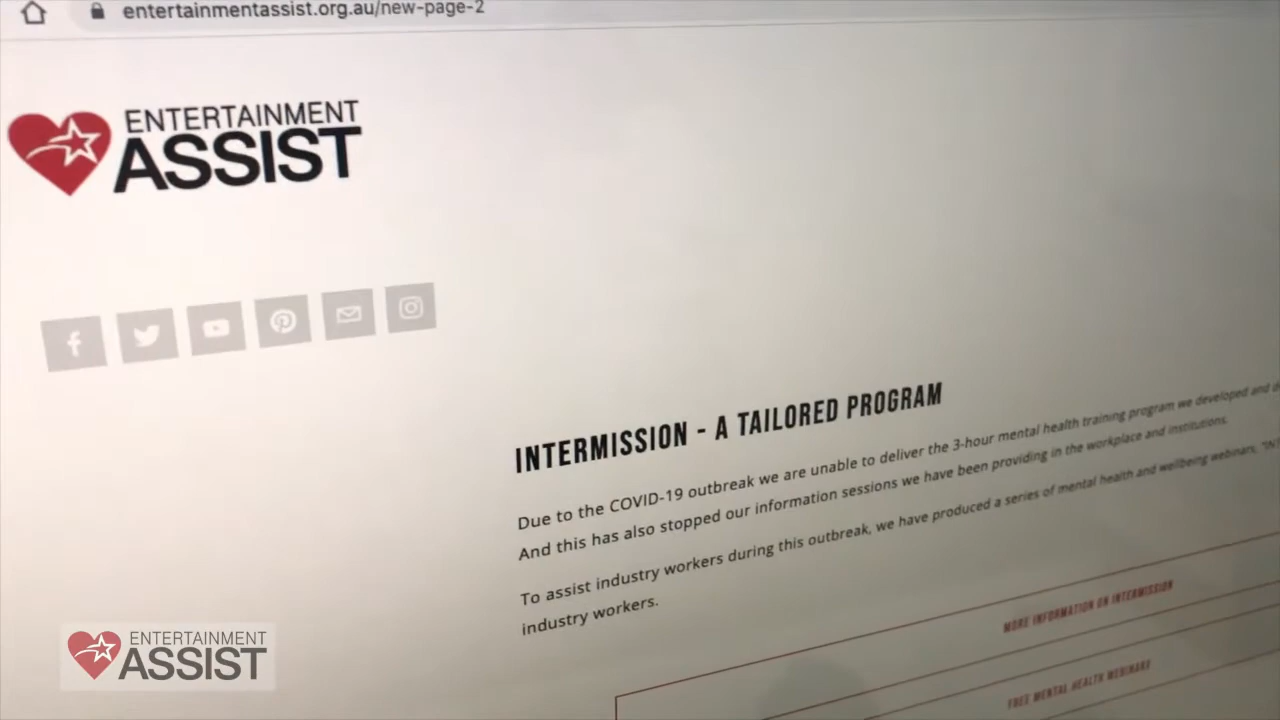 entertainmentassist.org.au/new-page-2
ENTERTAINMENT
ASSIST
INTERMISSION - A TAILORED PROGRAM
Due to the COVID-19 outbreak we are unable to deliver the 3-hour mental health training program we developed and
And this has also stopped our information sessions we have been providing in the workplace and institutions.
To assist industry workers during this outbreak, we have produced a series of mental health and wellbeing webinars,
industry workers.
MORE INFORMATION ON INTERMISSION
FREE MENTAL HEALTH WEBINARS
ENTERTAINMENT
ASSIST